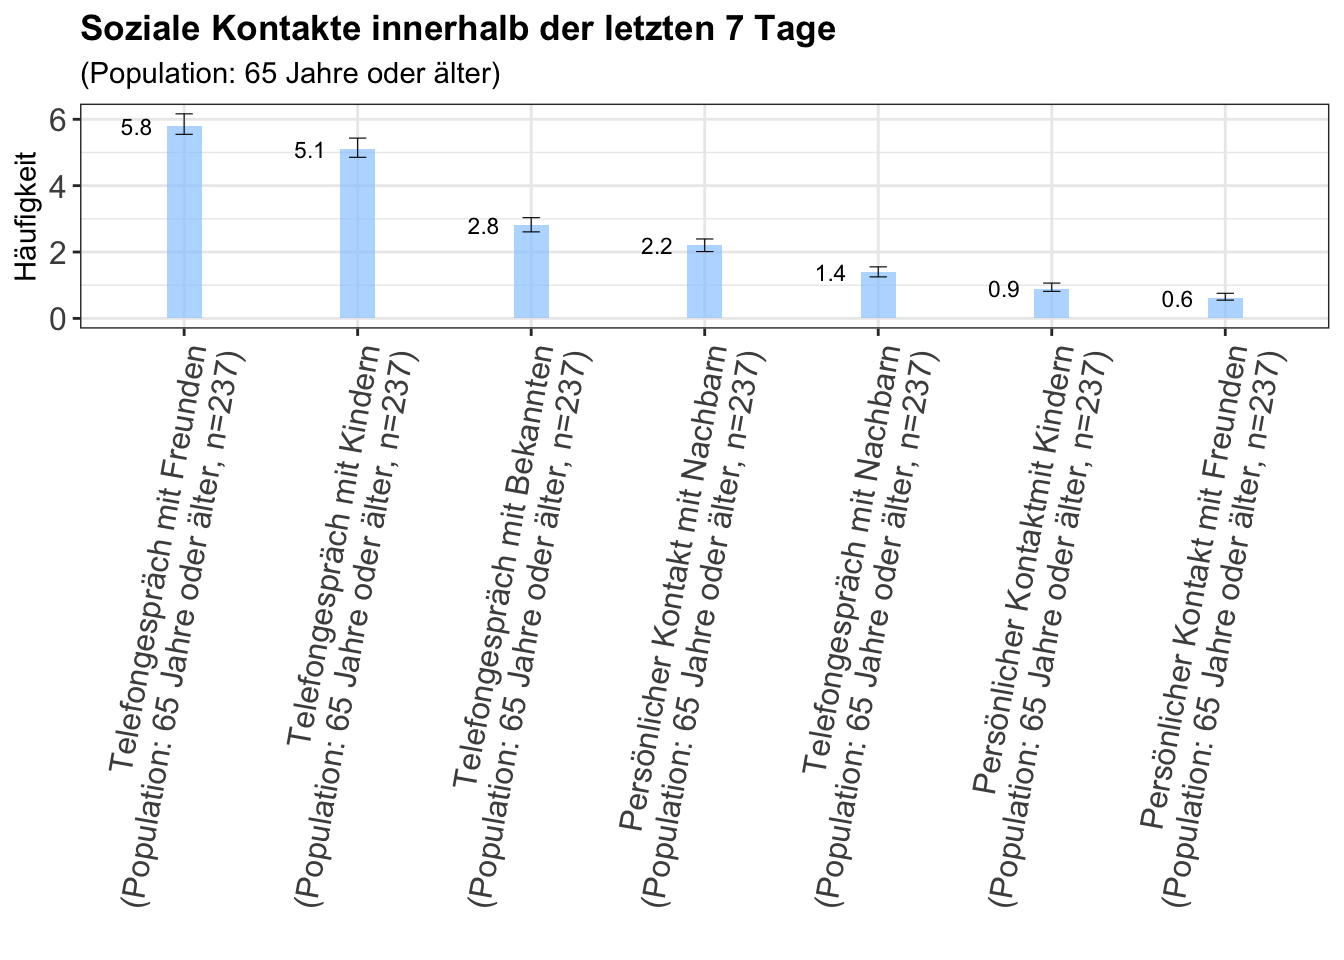 Soziale Kontakte innerhalb der letzten 7 Tage
(Population: 65 Jahre oder älter)
Häufigkeit
6
4
2
0
5.8
5.1
2.8
2.2
1.4
0.9
0.6
Telefongespräch mit Freunden
(Population: 65 Jahre oder älter, n=237)
Telefongespräch mit Kindern
(Population: 65 Jahre oder älter, n=237)
Telefongespräch mit Bekannten
(Population: 65 Jahre oder älter, n=237)
Persönlicher Kontakt mit Nachbarn
(Population: 65 Jahre oder älter, n=237)
Telefongespräch mit Nachbarn
(Population: 65 Jahre oder älter, n=237)
Persönlicher Kontaktmit Kindern
(Population: 65 Jahre oder älter, n=237)
Persönlicher Kontakt mit Freunden
(Population: 65 Jahre oder älter, n=237)